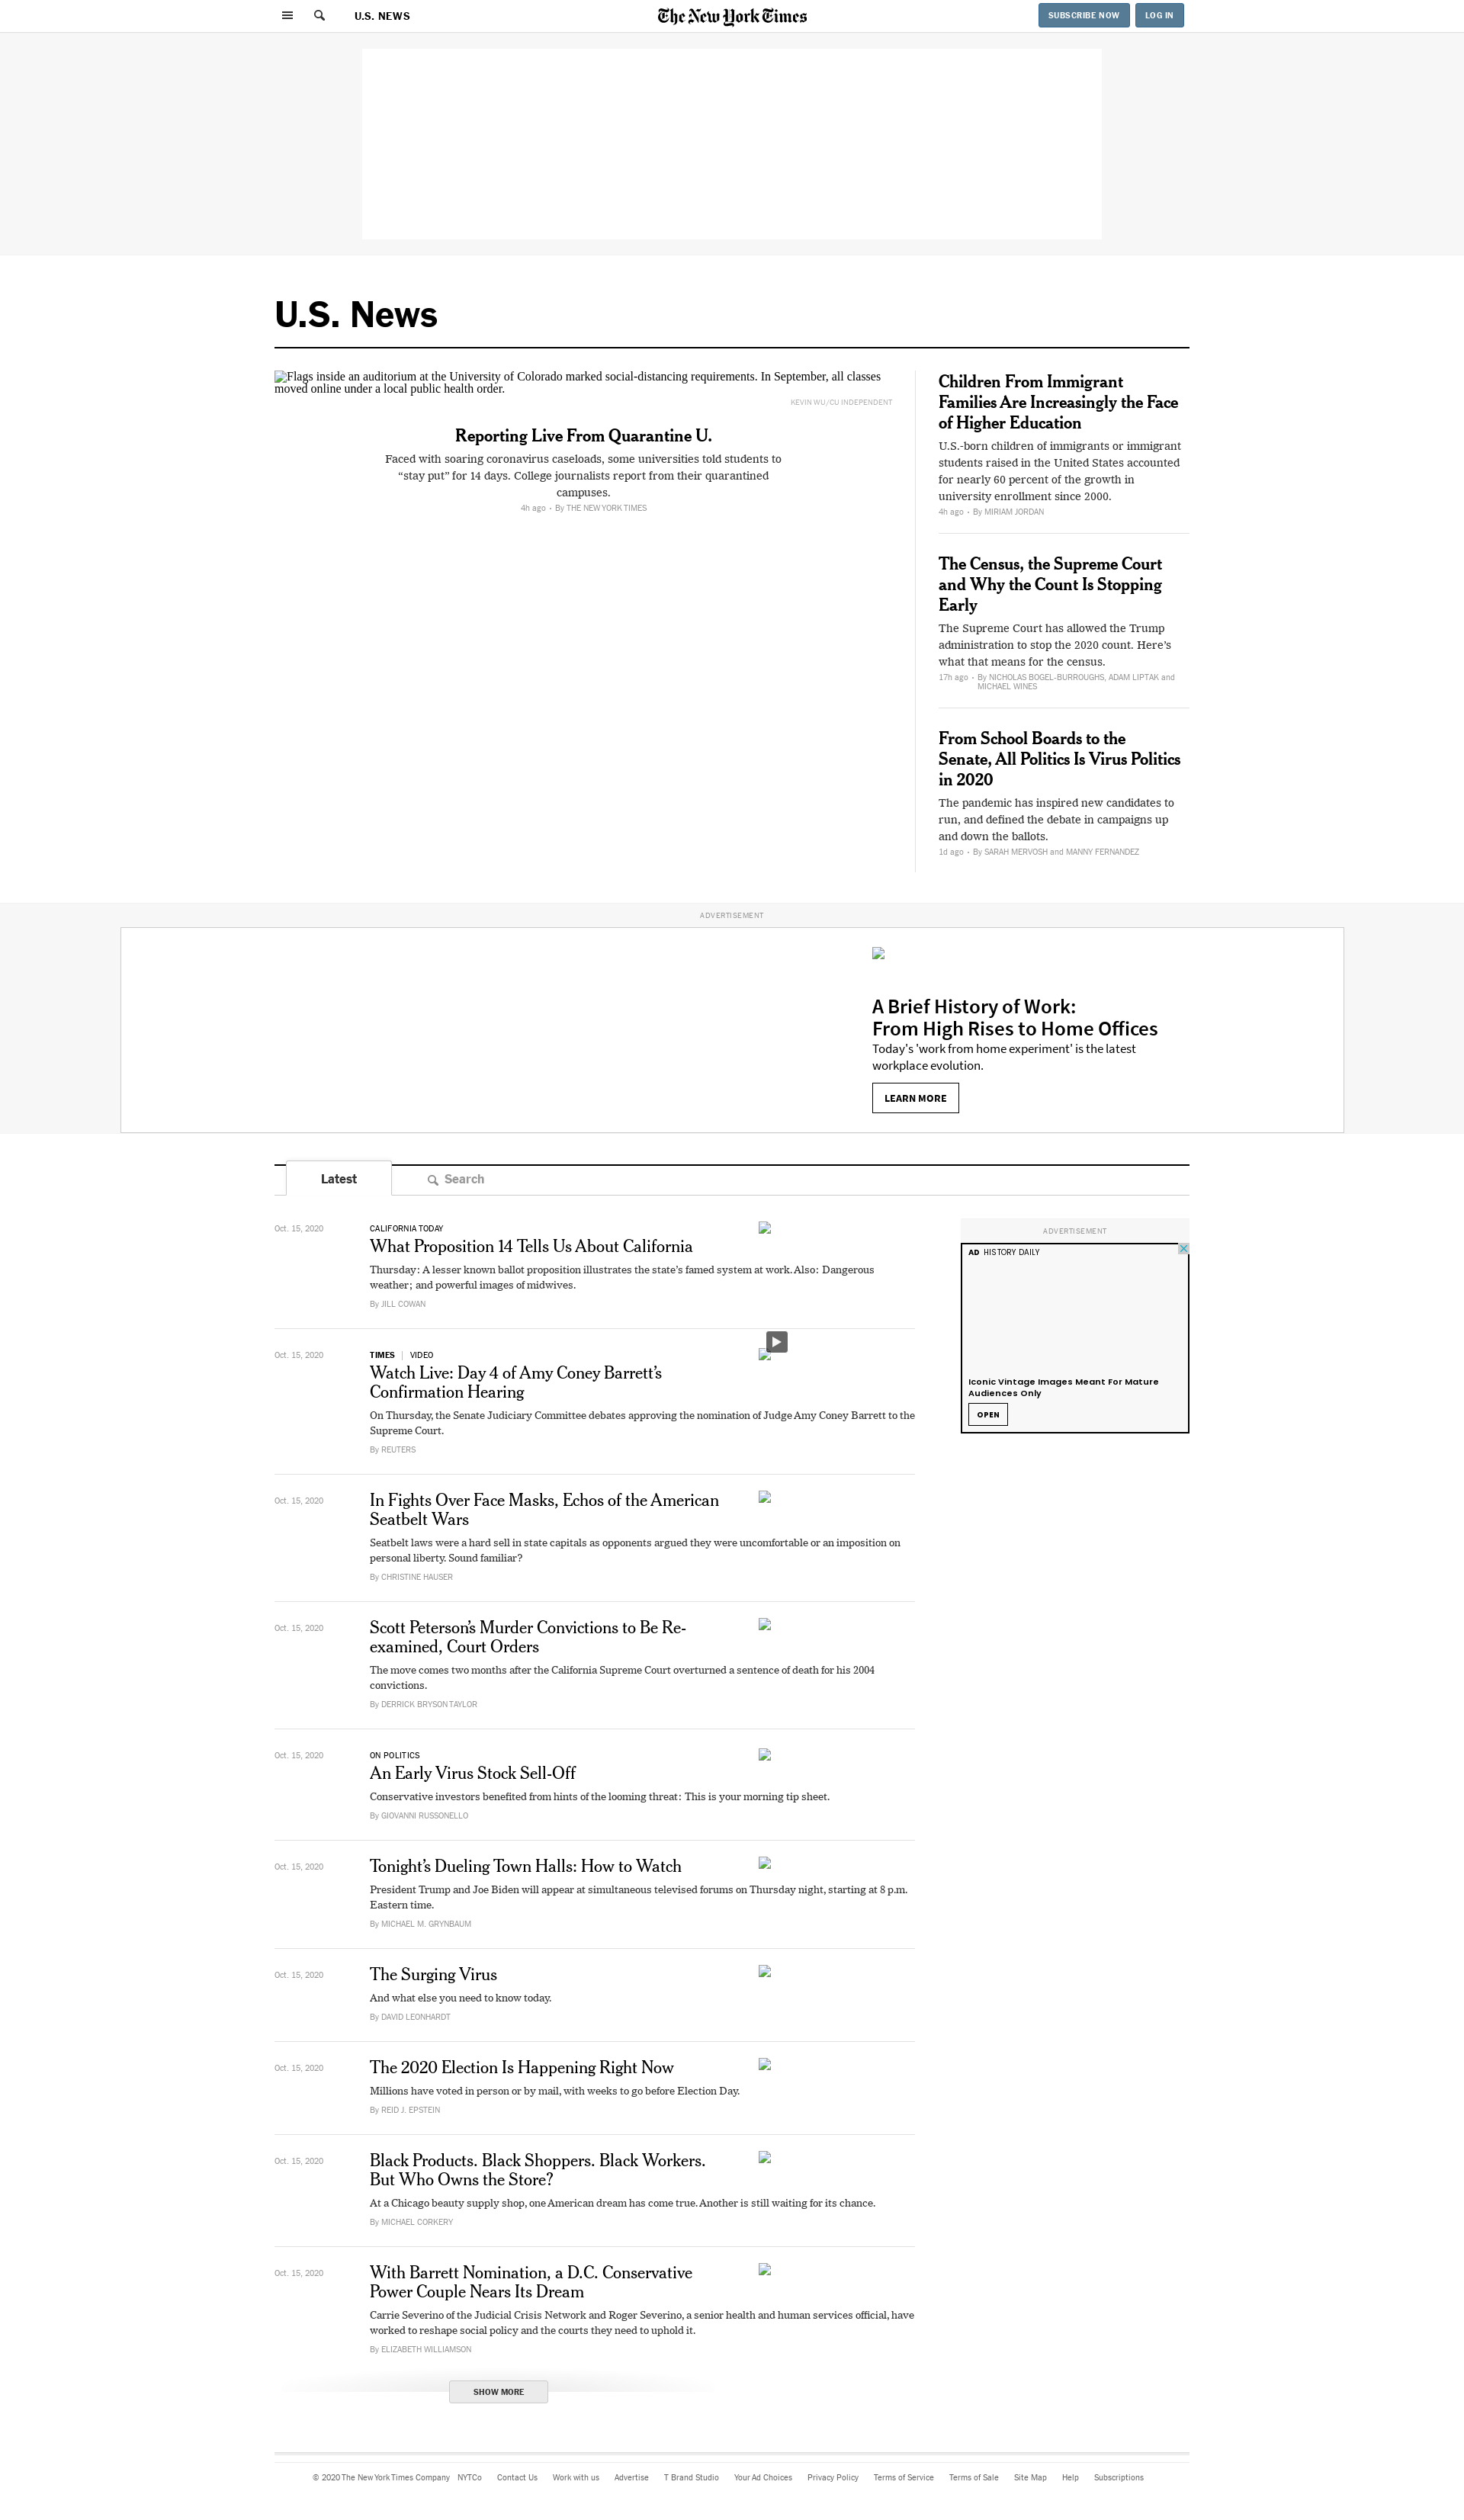 U.S. NEWS
The New York Times
SUBSCRIBE NOW
LOG IN
U.S. News
Flags inside an auditorium at the University of Colorado marked social-distancing requirements. In September, all classes
moved online under a local public health order.
KEVIN WU/CU INDEPENDENT
Reporting Live From Quarantine U.
Faced with soaring coronavirus caseloads, some universities told students to
“stay put” for 14 days. College journalists report from their quarantined
campuses.
4h ago • By THE NEW YORK TIMES
Children From Immigrant
Families Are Increasingly the Face
of Higher Education
U.S.-born children of immigrants or immigrant
students raised in the United States accounted
for nearly 60 percent of the growth in
university enrollment since 2000.
4h ago • By MIRIAM JORDAN
The Census, the Supreme Court
and Why the Count Is Stopping
Early
The Supreme Court has allowed the Trump
administration to stop the 2020 count. Here’s
what that means for the census.
17h ago • By NICHOLAS BOGEL-BURROUGHS, ADAM LIPTAK and
MICHAEL WINES
From School Boards to the
Senate, All Politics Is Virus Politics
in 2020
The pandemic has inspired new candidates to
run, and defined the debate in campaigns up
and down the ballots.
1d ago • By SARAH MERVOSH and MANNY FERNANDEZ
ADVERTISEMENT
A Brief History of Work:
From High Rises to Home Offices
Today's 'work from home experiment' is the latest
workplace evolution.
LEARN MORE
Latest
Search
Oct. 15, 2020
CALIFORNIA TODAY
What Proposition 14 Tells Us About California
Thursday: A lesser known ballot proposition illustrates the state’s famed system at work. Also: Dangerous
weather; and powerful images of midwives.
By JILL COWAN
ADVERTISEMENT
AD HISTORY DAILY
Iconic Vintage Images Meant For Mature
Audiences Only
OPEN
Oct. 15, 2020
TIMES | VIDEO
Watch Live: Day 4 of Amy Coney Barrett’s
Confirmation Hearing
On Thursday, the Senate Judiciary Committee debates approving the nomination of Judge Amy Coney Barrett to the
Supreme Court.
By REUTERS
Oct. 15, 2020
In Fights Over Face Masks, Echos of the American
Seatbelt Wars
Seatbelt laws were a hard sell in state capitals as opponents argued they were uncomfortable or an imposition on
personal liberty. Sound familiar?
By CHRISTINE HAUSER
Oct. 15, 2020
Scott Peterson’s Murder Convictions to Be Re-
examined, Court Orders
The move comes two months after the California Supreme Court overturned a sentence of death for his 2004
convictions.
By DERRICK BRYSON TAYLOR
Oct. 15, 2020
ON POLITICS
An Early Virus Stock Sell-Off
Conservative investors benefited from hints of the looming threat: This is your morning tip sheet.
By GIOVANNI RUSSONELLO
Oct. 15, 2020
Tonight’s Dueling Town Halls: How to Watch
President Trump and Joe Biden will appear at simultaneous televised forums on Thursday night, starting at 8 p.m.
Eastern time.
By MICHAEL M. GRYNBAUM
Oct. 15, 2020
The Surging Virus
And what else you need to know today.
By DAVID LEONHARDT
Oct. 15, 2020
The 2020 Election Is Happening Right Now
Millions have voted in person or by mail, with weeks to go before Election Day.
By REID J. EPSTEIN
Oct. 15, 2020
Black Products. Black Shoppers. Black Workers.
But Who Owns the Store?
At a Chicago beauty supply shop, one American dream has come true. Another is still waiting for its chance.
By MICHAEL CORKERY
Oct. 15, 2020
With Barrett Nomination, a D.C. Conservative
Power Couple Nears Its Dream
Carrie Severino of the Judicial Crisis Network and Roger Severino, a senior health and human services official, have
worked to reshape social policy and the courts they need to uphold it.
By ELIZABETH WILLIAMSON
SHOW MORE
© 2020 The New York Times Company NYTCo Contact Us Work with us Advertise T Brand Studio Your Ad Choices Privacy Policy Terms of Service Terms of Sale Site Map Help Subscriptions